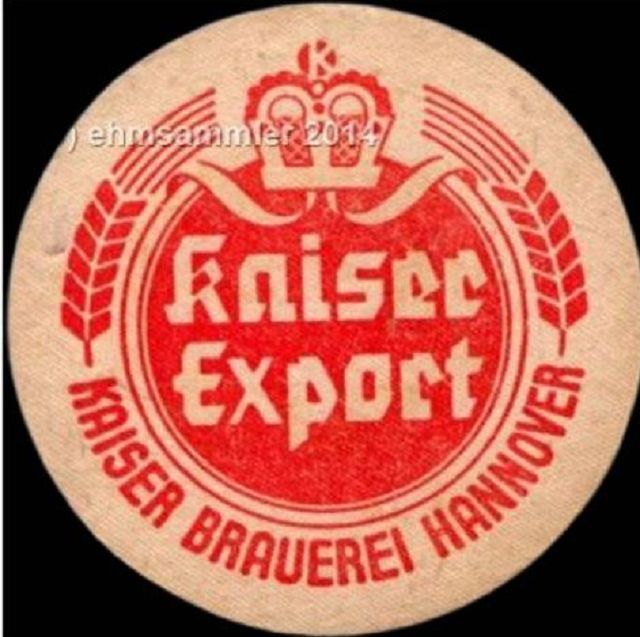 K
) ehmsammler 2014
Kaiser
Export
KAISER BRAUEREI HANNOVER